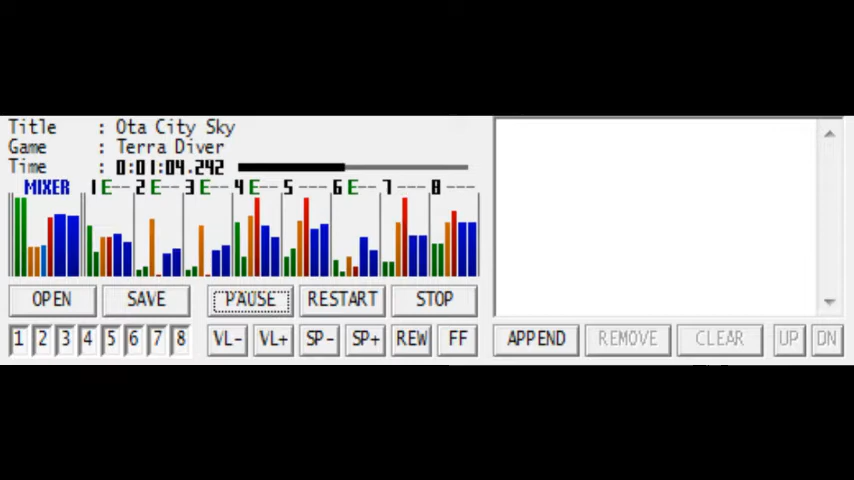 Title : Ota City Sky
Game : Terra Diver
Time : 0:01:04.242
MIXER 1 E-- 2 E-- 3 E-- 4 E-- 5 --- 6 E-- 7 --- 8 ---
OPEN SAVE PAUSE RESTART STOP
1 2 3 4 5 6 7 8 VL- VL+ SP- SP+ REW FF APPEND REMOVE CLEAR UP DN